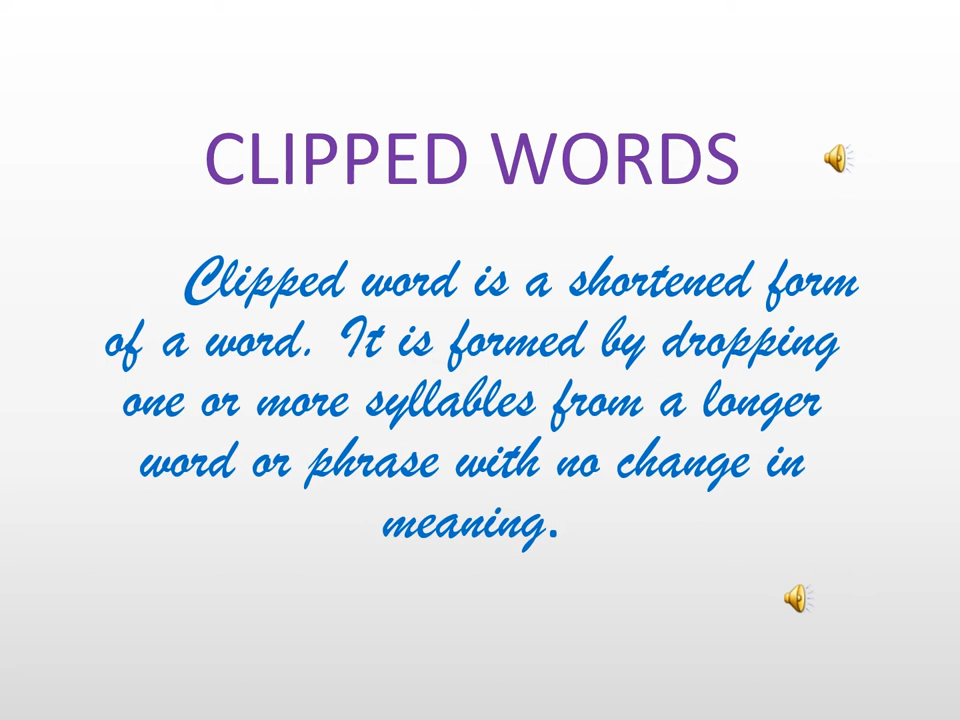 CLIPPED WORDS
Clipped word is a shortened form
of a word. It is formed by dropping
one or more syllables from a longer
word or phrase with no change in
meaning.